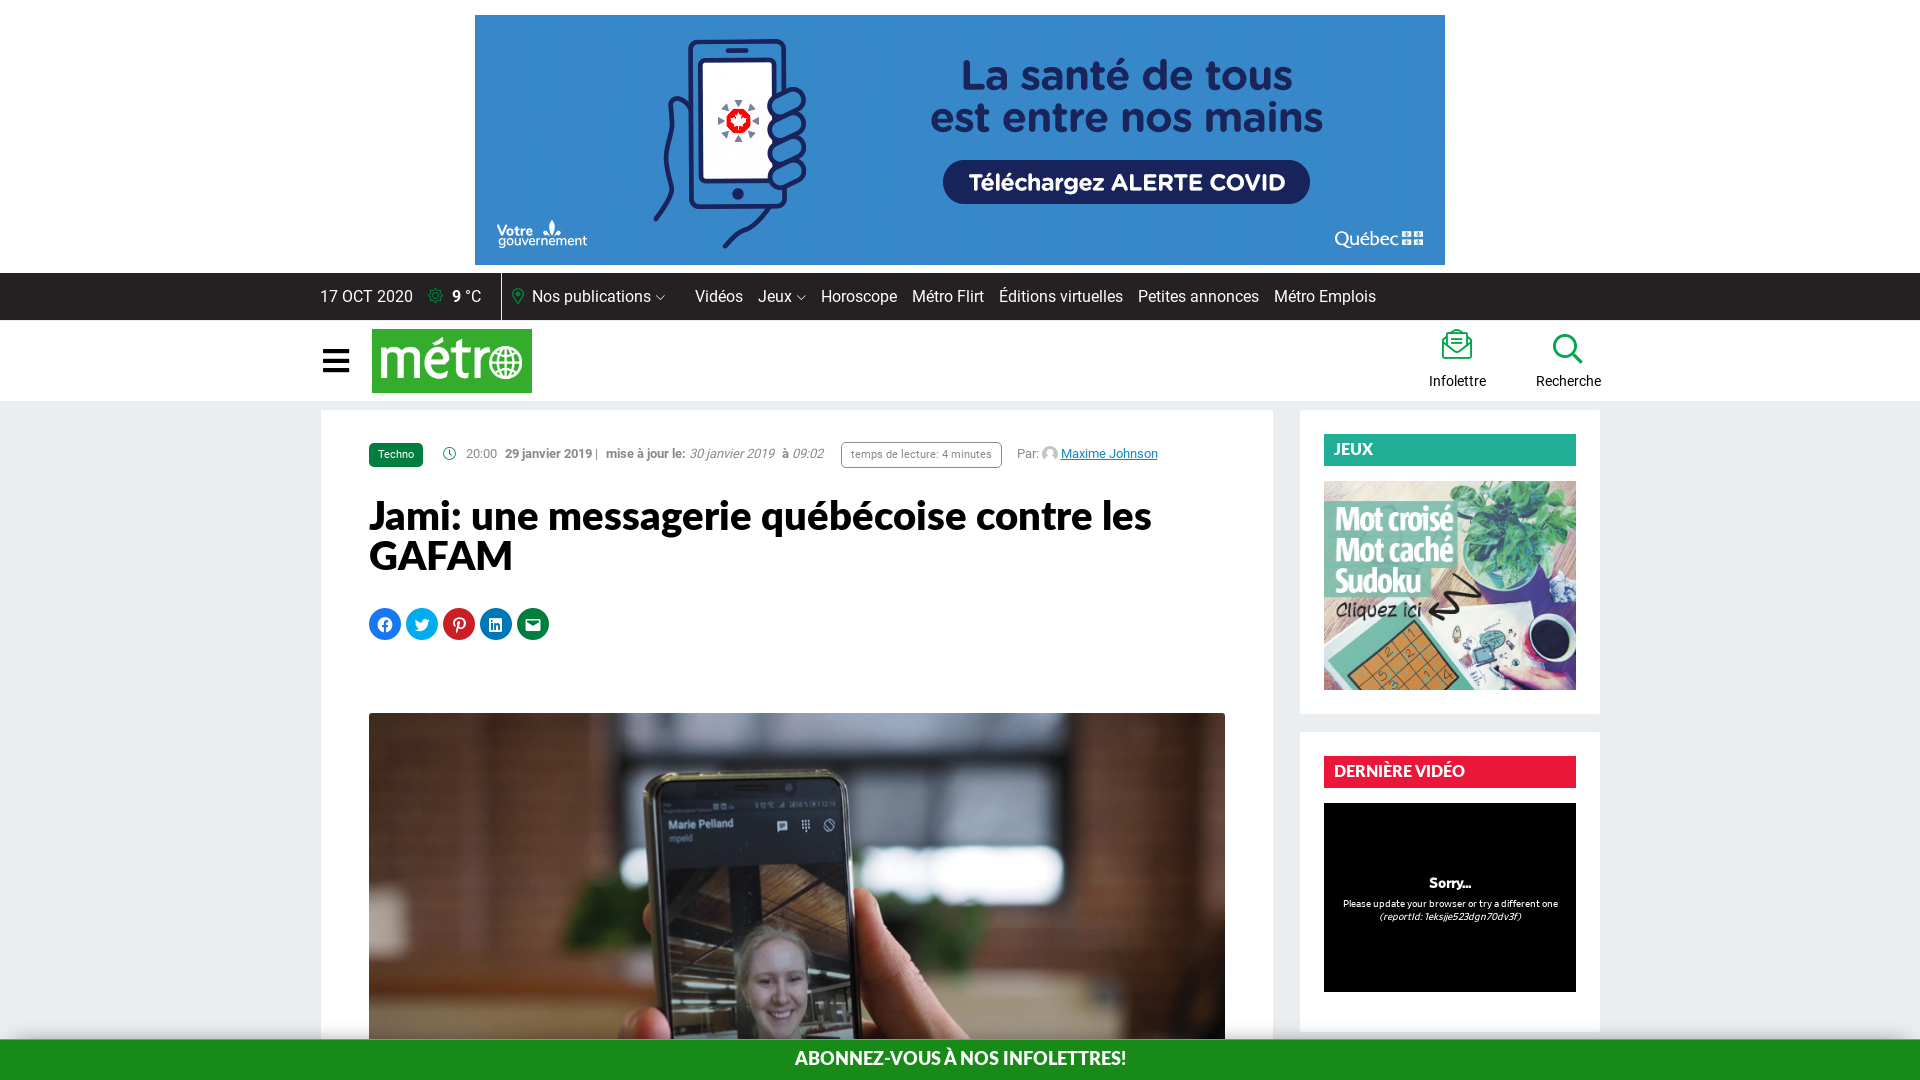 La santé de tous
est entre nos mains
Téléchargez ALERTE COVID
Votre
gouvernement
Québec
17 OCT 2020 9 °C Nos publications Vidéos Jeux Horoscope Métro Flirt Éditions virtuelles Petites annonces Métro Emplois
métro
Infolettre
Recherche
Techno 20:00 29 janvier 2019 | mise à jour le: 30 janvier 2019 à 09:02 temps de lecture: 4 minutes Par: Maxime Johnson
Jami: une messagerie québécoise contre les
GAFAM
Marie Pelland
mpeld
JEUX
Mot croisé
Mot caché
Sudoku
Cliquez ici
DERNIÈRE VIDÉO
Sorry...
Please update your browser or try a different one
(reportId: 1eksjje523dgn70dv3f)
ABONNEZ-VOUS À NOS INFOLETTRES!